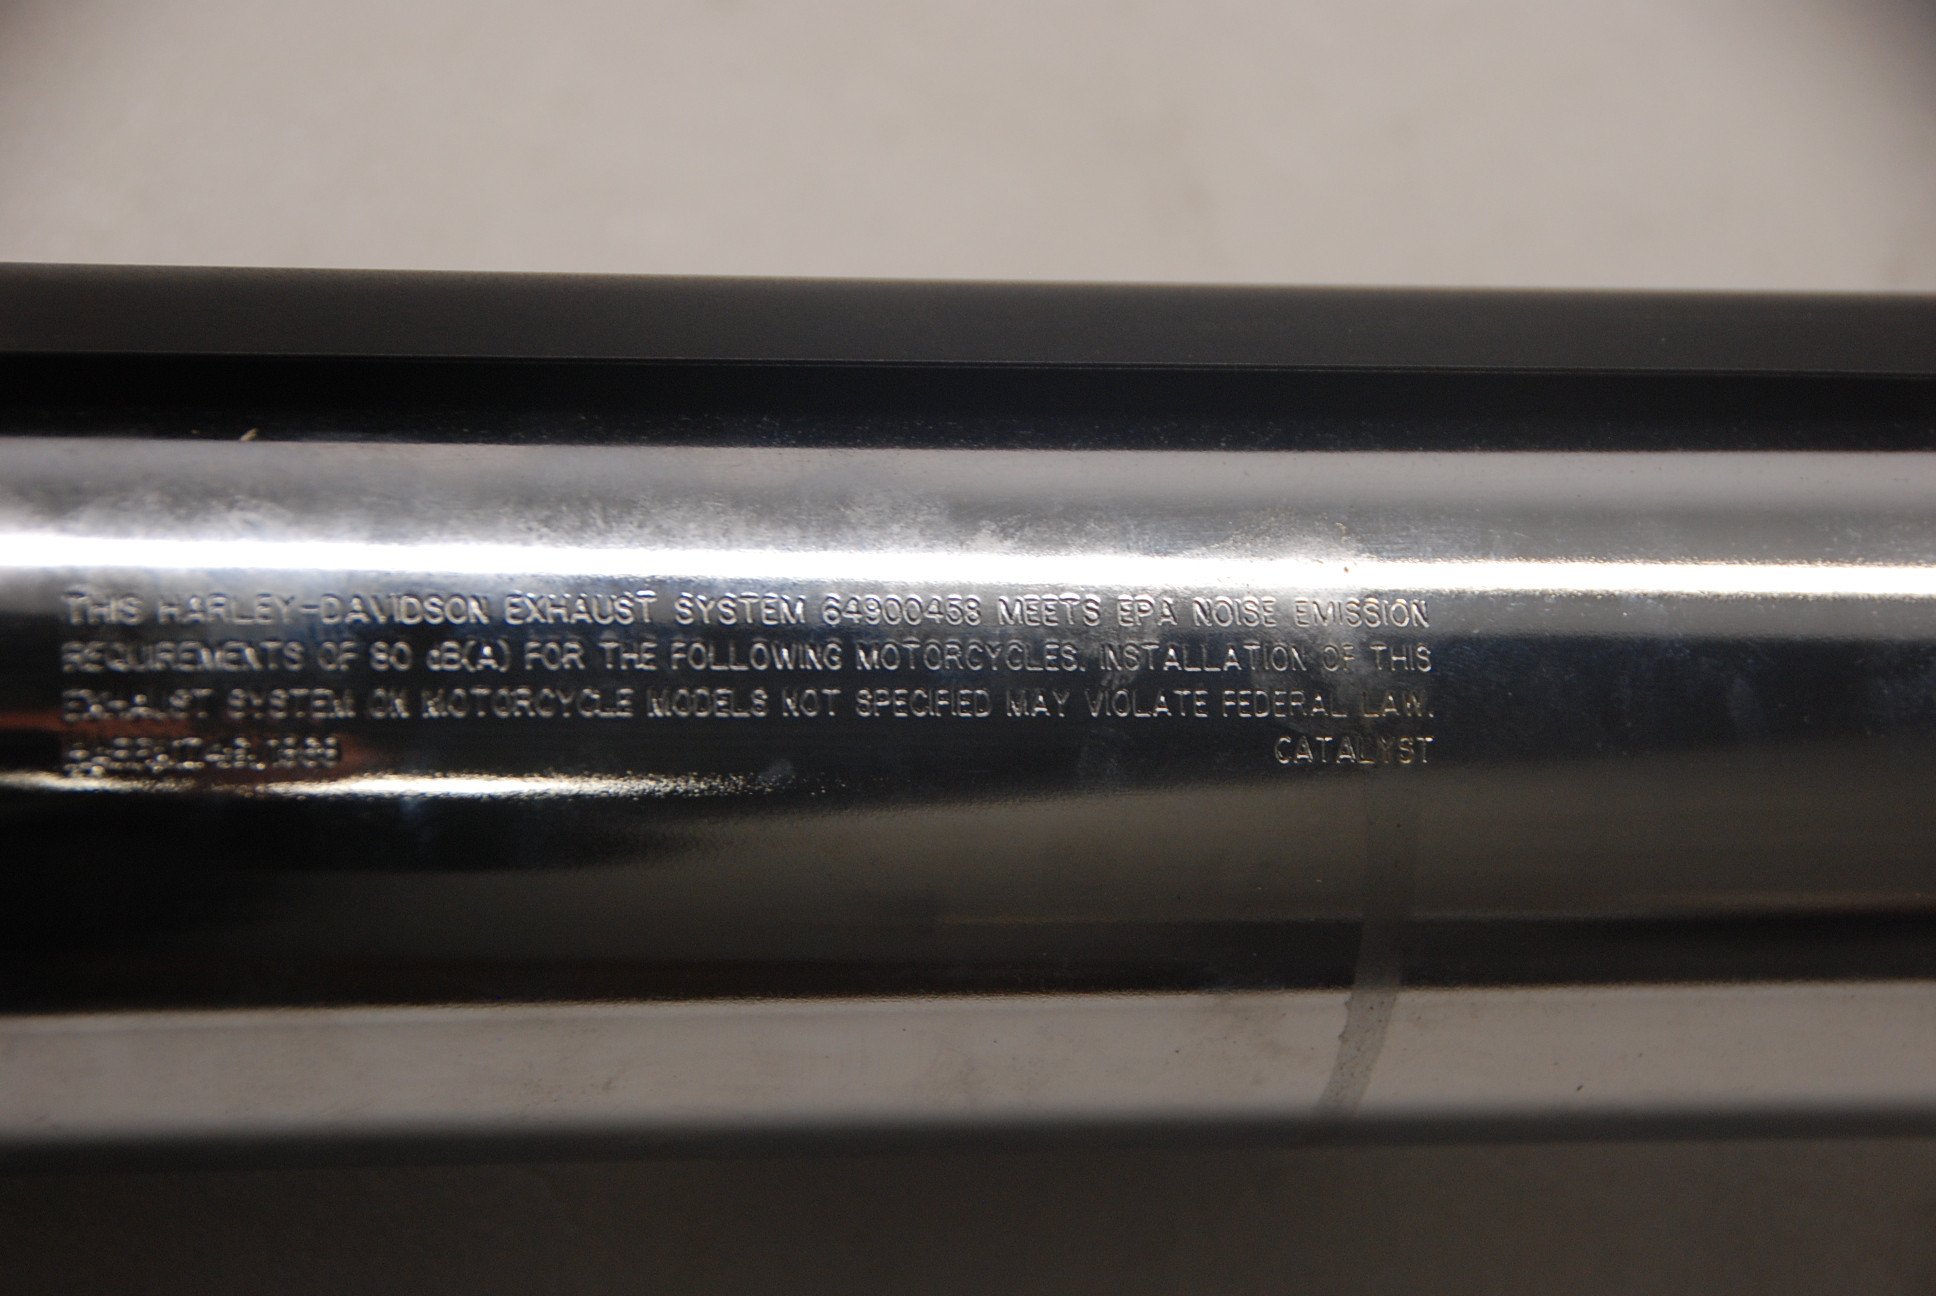 THIS HARLEY-DAVIDSON EXHAUST SYSTEM 64900458 MEETS EPA NOISE EMISSION
REQUIREMENTS OF 80 dB(A) FOR THE FOLLOWING MOTORCYCLES. INSTALLATION OF THIS
EXHAUST SYSTEM ON MOTORCYCLE MODELS NOT SPECIFIED MAY VIOLATE FEDERAL LAW.
CATALYST